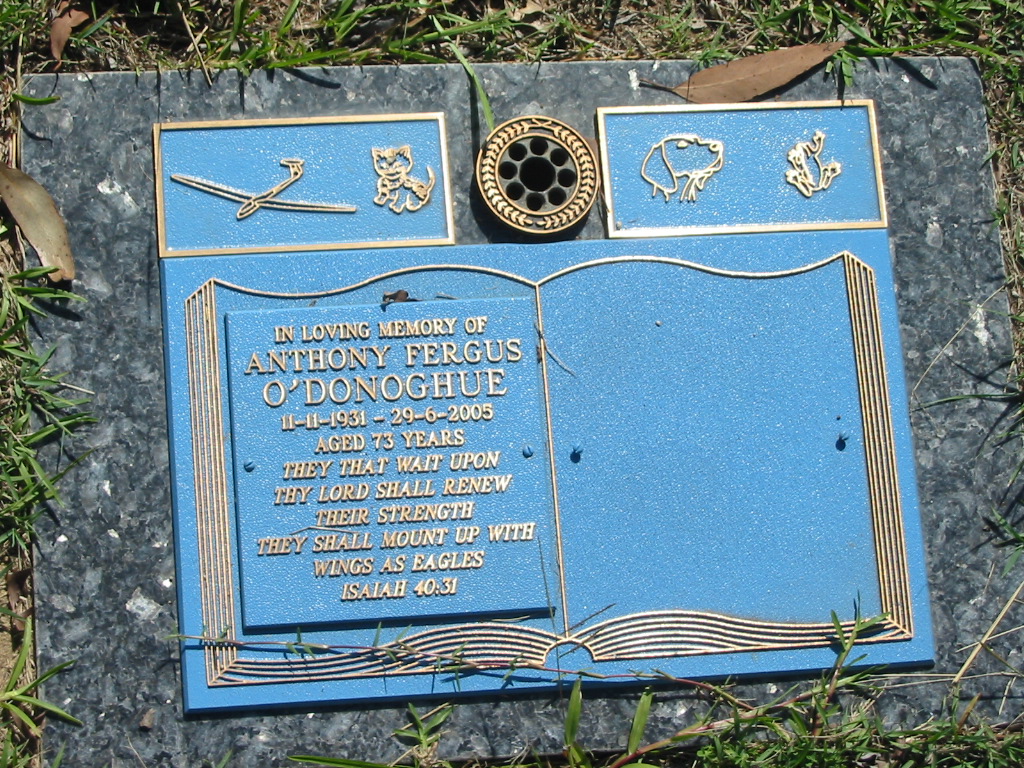 IN LOVING MEMORY OF
ANTHONY FERGUS
O'DONOGHUE
11-11-1931 - 29-6-2005
AGED 73 YEARS
THEY THAT WAIT UPON
THY LORD SHALL RENEW
THEIR STRENGTH
THEY SHALL MOUNT UP WITH
WINGS AS EAGLES
ISAIAH 40:31